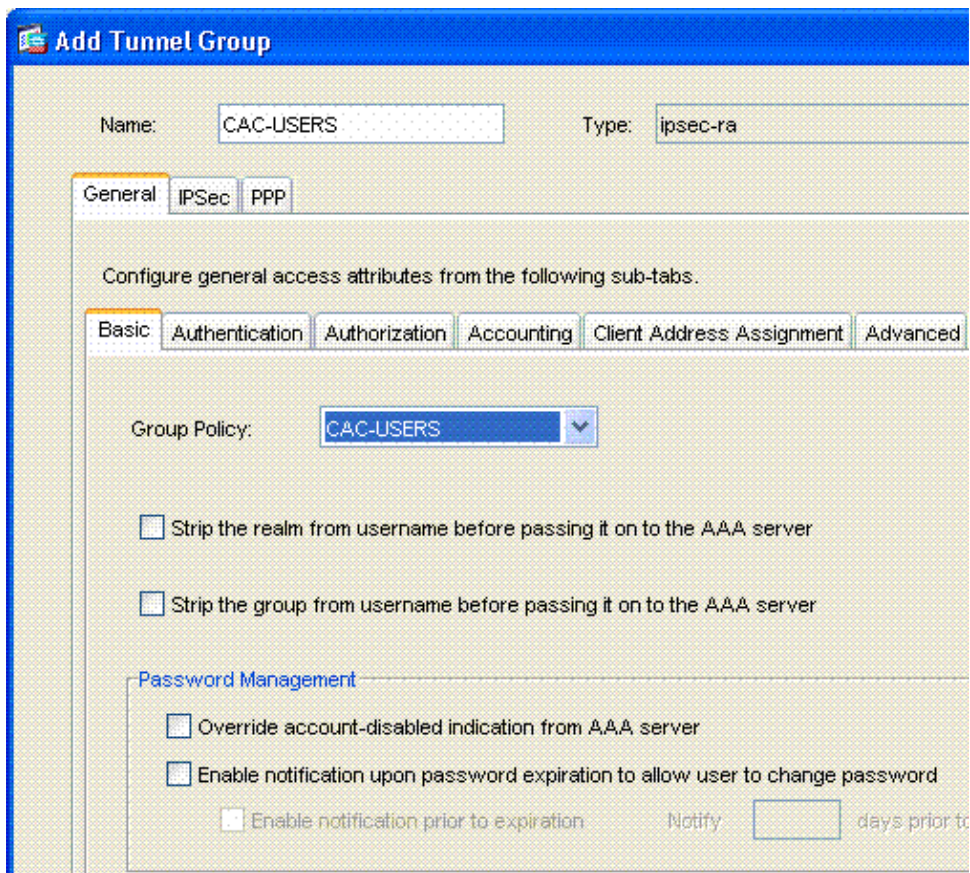 Add Tunnel Group
Name: CAC-USERS Type: ipsec-ra
General IPSec PPP
Configure general access attributes from the following sub-tabs.
Basic Authentication Authorization Accounting Client Address Assignment Advanced
Group Policy: CAC-USERS
Strip the realm from username before passing it on to the AAA server
Strip the group from username before passing it on to the AAA server
Password Management
Override account-disabled indication from AAA server
Enable notification upon password expiration to allow user to change password
Enable notification prior to expiration Notify days prior to